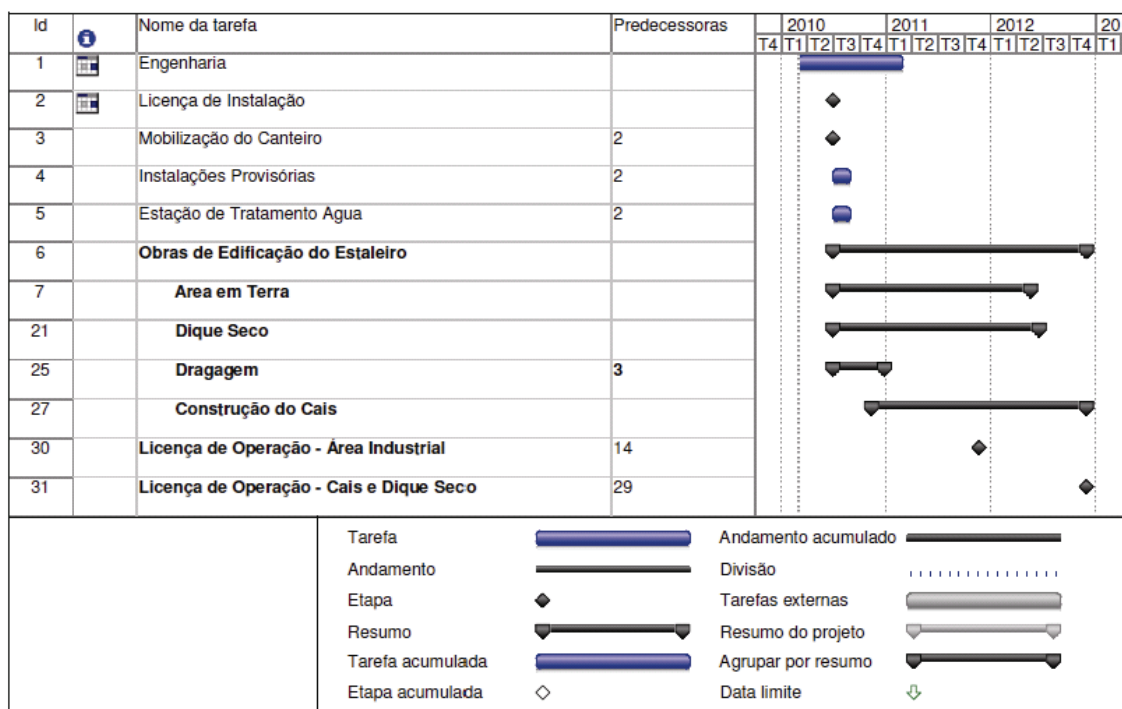 Id Nome da tarefa Predecessoras 2010 2011 2012 20
T4 T1 T2 T3 T4 T1 T2 T3 T4 T1 T2 T3 T4 T1
1 Engenharia
2 Licença de Instalação
3 Mobilização do Canteiro 2
4 Instalações Provisórias 2
5 Estação de Tratamento Agua 2
6 Obras de Edificação do Estaleiro
7 Area em Terra
21 Dique Seco
25 Dragagem 3
27 Construção do Cais
30 Licença de Operação - Área Industrial 14
31 Licença de Operação - Cais e Dique Seco 29
Tarefa Andamento acumulado
Andamento Divisão
Etapa Tarefas externas
Resumo Resumo do projeto
Tarefa acumulada Agrupar por resumo
Etapa acumulada Data limite